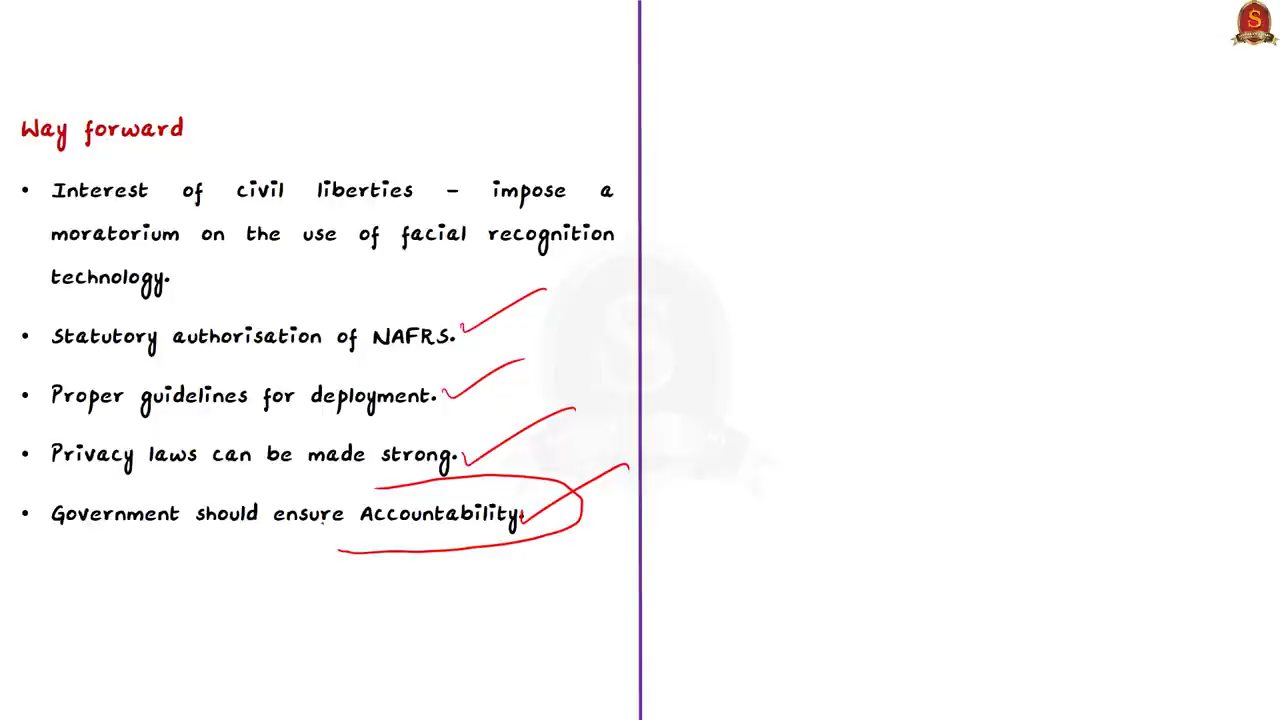 Way forward
• Interest of civil liberties – impose a
moratorium on the use of facial recognition
technology.
• Statutory authorisation of NAFRS.
• Proper guidelines for deployment.
• Privacy laws can be made strong.
• Government should ensure Accountability.
S